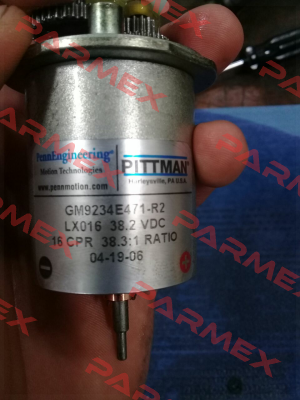 PARMEX
PARMEX
PARMEX
PennEngineering®
Motion Technologies
www.pennmotion.com
PITTMAN®
Harleysville, PA U.S.A.
GM9234E471-R2
LX016 38.2 VDC
16 CPR 38.3:1 RATIO
04-19-06
PARMEX
PARMEX
PARMEX